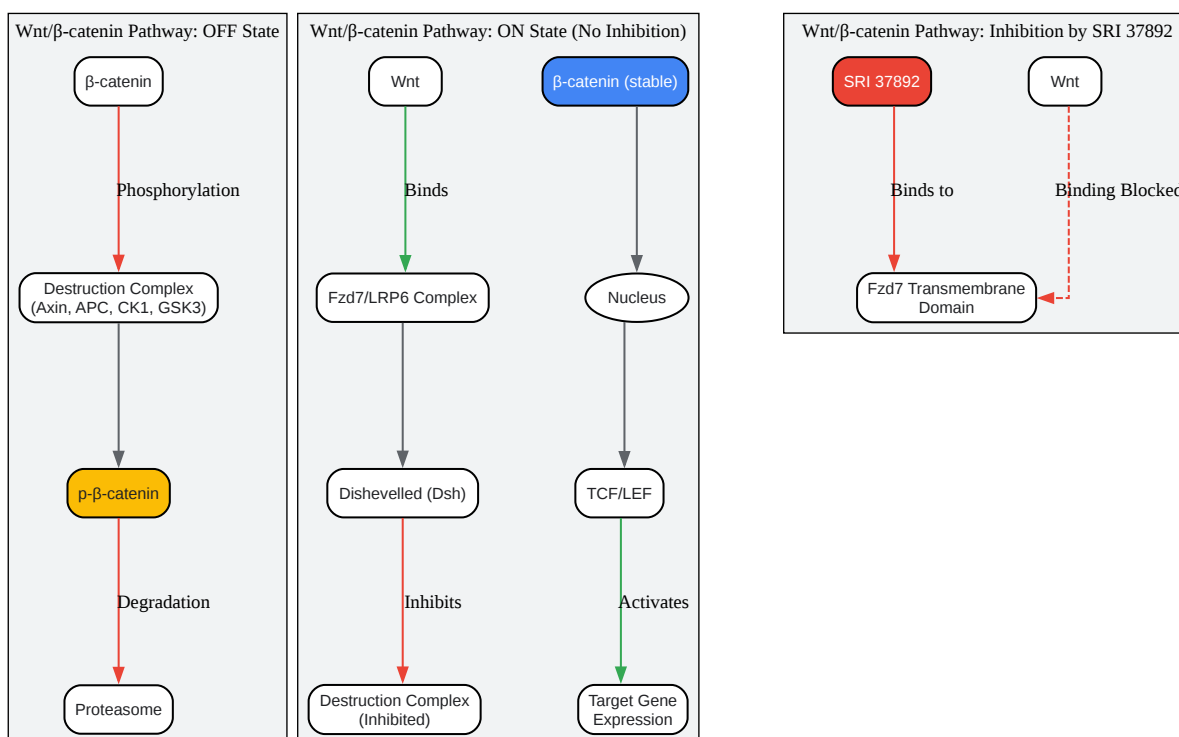 Wnt/β-catenin Pathway: OFF State
β-catenin
Phosphorylation
Destruction Complex
(Axin, APC, CK1, GSK3)
p-β-catenin
Degradation
Proteasome
Wnt/β-catenin Pathway: ON State (No Inhibition)
Wnt
Binds
Fzd7/LRP6 Complex
Dishevelled (Dsh)
Inhibits
Destruction Complex
(Inhibited)
β-catenin (stable)
Nucleus
TCF/LEF
Activates
Target Gene
Expression
Wnt/β-catenin Pathway: Inhibition by SRI 37892
SRI 37892
Wnt
Binds to
Binding Blocked
Fzd7 Transmembrane
Domain